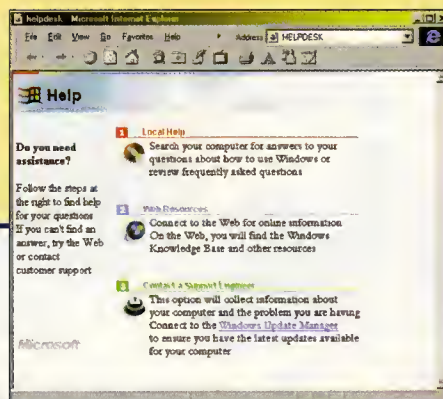 helpdesk Microsoft Internet Explorer
File Edit View Go Favorites Help
Address HELPDESK
Help
Do you need
assistance?
Follow the steps at
the right to find help
for your questions
If you can't find an
answer, try the Web
or contact
customer support
Microsoft
1 Local Help
Search your computer for answers to your
questions about how to use Windows or
review frequently asked questions
2 Web Resources
Connect to the Web for online information
On the Web, you will find the Windows
Knowledge Base and other resources
3 Contact a Support Engineer
This option will collect information about
your computer and the problem you are having
Connect to the Windows Update Manager
to ensure you have the latest updates available
for your computer